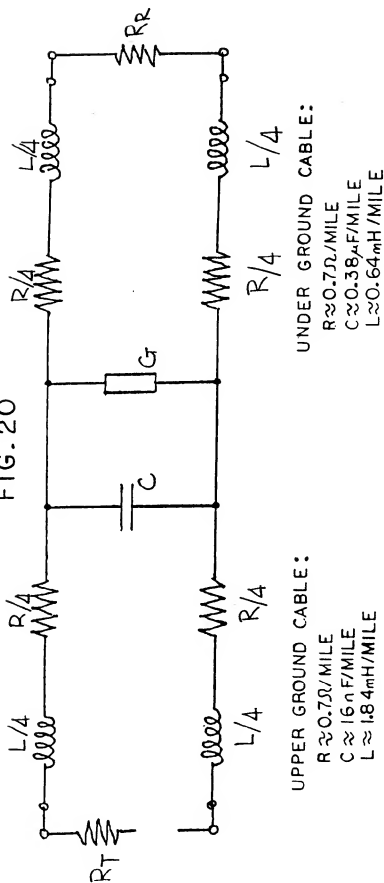 FIG. 20
L/4
R/4
R/4
L/4
RT
C
G
RR
L/4
R/4
R/4
L/4
UPPER GROUND CABLE:
R≈0.7Ω/MILE
C≈16nF/MILE
L≈1.84mH/MILE
UNDER GROUND CABLE:
R≈0.7Ω/MILE
C≈0.38μF/MILE
L≈0.64mH/MILE